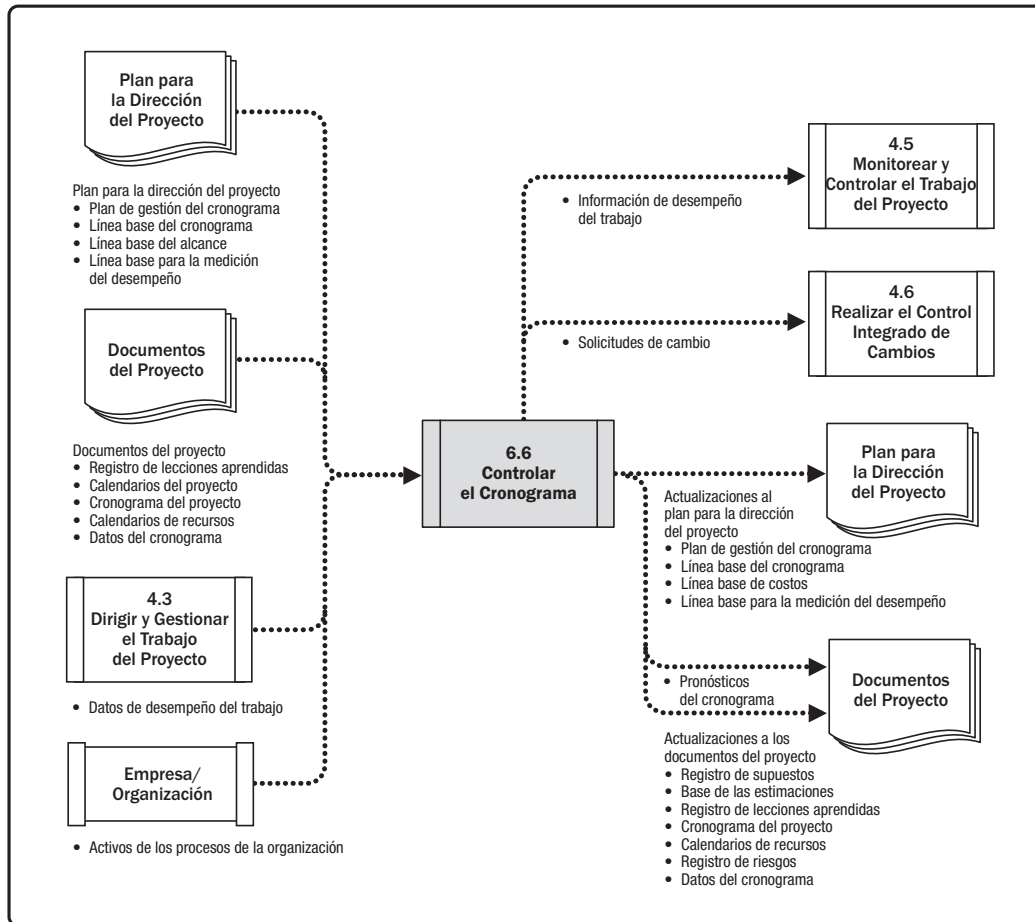 Plan para
la Dirección
del Proyecto
Plan para la dirección del proyecto
• Plan de gestión del cronograma
• Línea base del cronograma
• Línea base del alcance
• Línea base para la medición
del desempeño
Documentos
del Proyecto
Documentos del proyecto
• Registro de lecciones aprendidas
• Calendarios del proyecto
• Cronograma del proyecto
• Calendarios de recursos
• Datos del cronograma
4.3
Dirigir y Gestionar
el Trabajo
del Proyecto
• Datos de desempeño del trabajo
Empresa/
Organización
• Activos de los procesos de la organización
6.6
Controlar
el Cronograma
• Información de desempeño
del trabajo
4.5
Monitorear y
Controlar el Trabajo
del Proyecto
• Solicitudes de cambio
4.6
Realizar el Control
Integrado de
Cambios
Plan para
la Dirección
del Proyecto
Actualizaciones al
plan para la dirección
del proyecto
• Plan de gestión del cronograma
• Línea base del cronograma
• Línea base de costos
• Línea base para la medición del desempeño
• Pronósticos
del cronograma
Documentos
del Proyecto
Actualizaciones a los
documentos del proyecto
• Registro de supuestos
• Base de las estimaciones
• Registro de lecciones aprendidas
• Cronograma del proyecto
• Calendarios de recursos
• Registro de riesgos
• Datos del cronograma